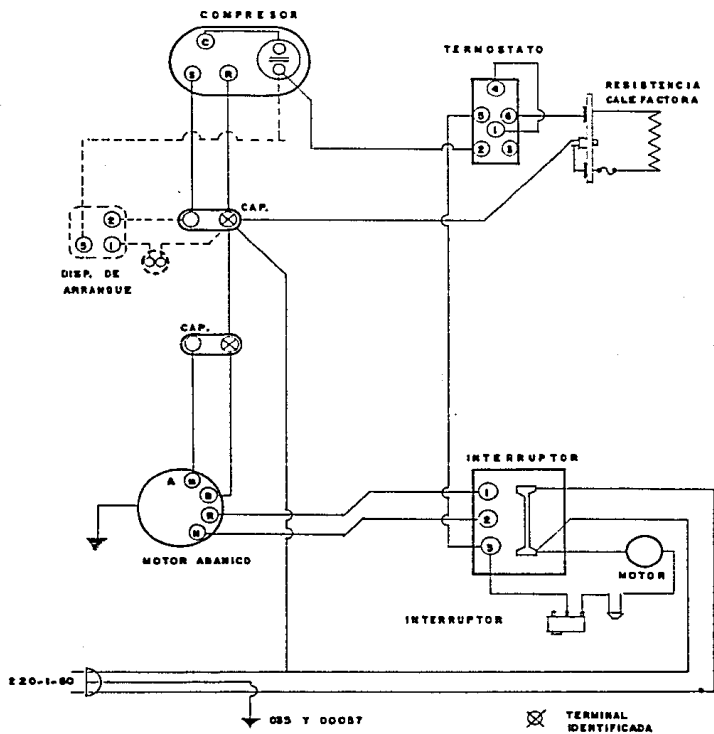 COMPRESOR
C
S R
TERMOSTATO
4
5 6
1
2 3
RESISTENCIA
CALEFACTORA
CAP.
2
S 1
DISP. DE
ARRANQUE
CAP.
A
MOTOR ABANICO
INTERRUPTOR
1
2
3
MOTOR
INTERRUPTOR
220-1-60
TERMINAL
IDENTIFICADA